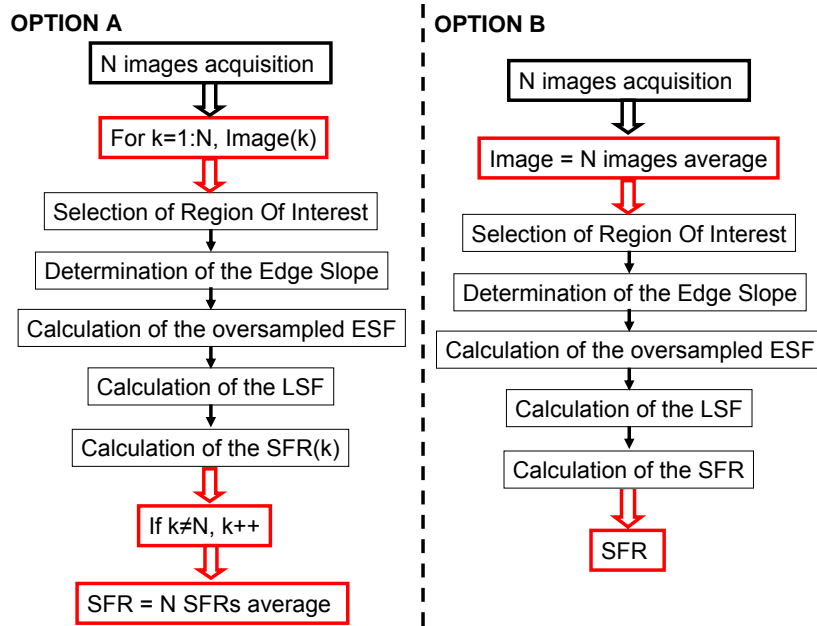 OPTION A
N images acquisition
For k=1:N, Image(k)
Selection of Region Of Interest
Determination of the Edge Slope
Calculation of the oversampled ESF
Calculation of the LSF
Calculation of the SFR(k)
If k≠N, k++
SFR = N SFRs average
OPTION B
N images acquisition
Image = N images average
Selection of Region Of Interest
Determination of the Edge Slope
Calculation of the oversampled ESF
Calculation of the LSF
Calculation of the SFR
SFR